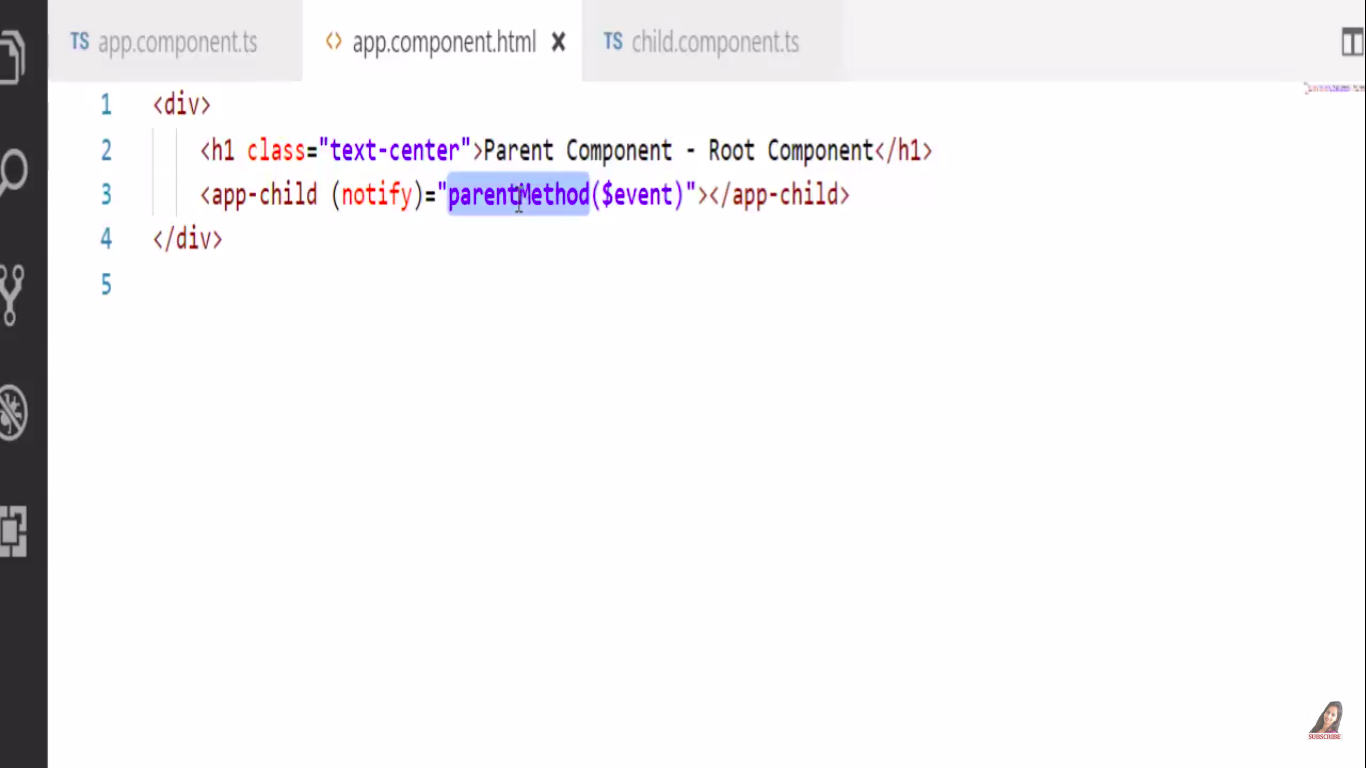 TS app.component.ts <> app.component.html × TS child.component.ts
1 <div>
2 <h1 class="text-center">Parent Component - Root Component</h1>
3 <app-child (notify)="parentMethod($event)"></app-child>
4 </div>
5
SUBSCRIBE